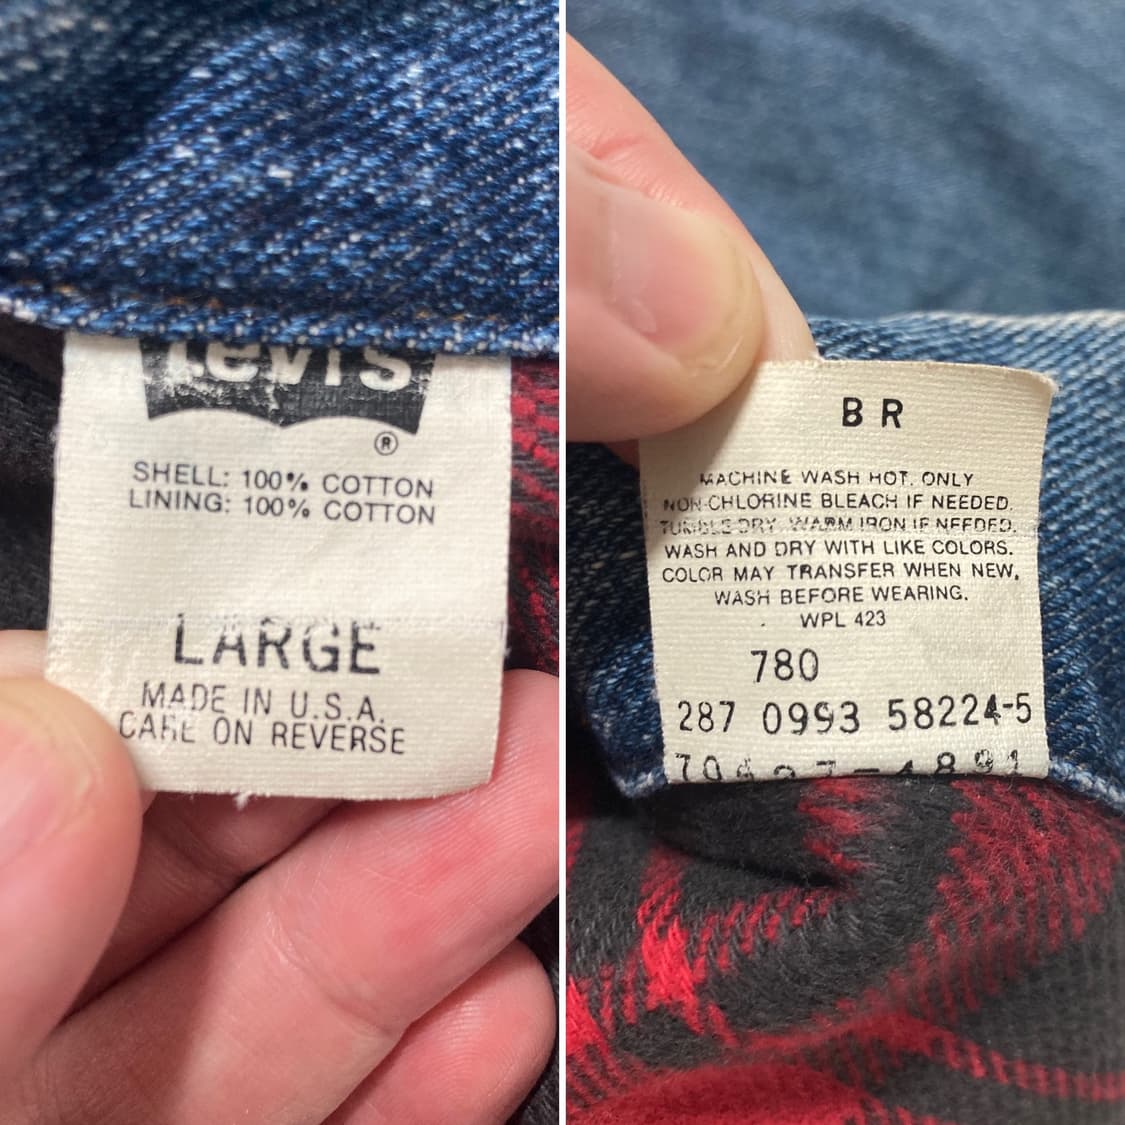 Levi's
®
SHELL: 100% COTTON
LINING: 100% COTTON
LARGE
MADE IN U.S.A.
CARE ON REVERSE
BR
MACHINE WASH HOT. ONLY
NON-CHLORINE BLEACH IF NEEDED.
TUMBLE DRY. WARM IRON IF NEEDED.
WASH AND DRY WITH LIKE COLORS.
COLOR MAY TRANSFER WHEN NEW,
WASH BEFORE WEARING.
WPL 423
780
287 0993 58224-5